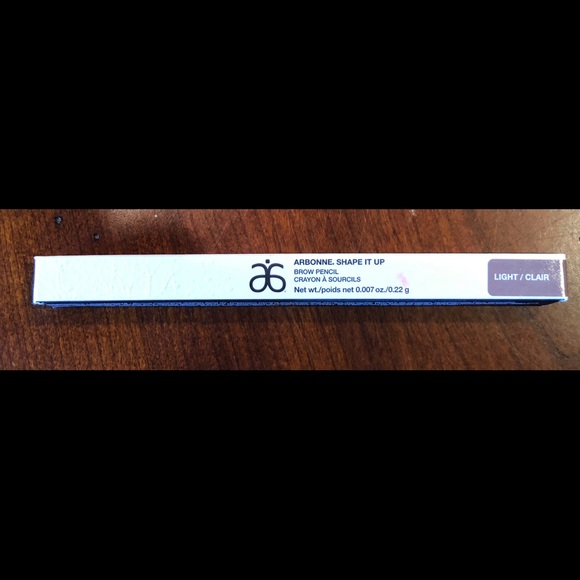 ARBONNE. SHAPE IT UP
BROW PENCIL
CRAYON À SOURCILS
Net wt./poids net 0.007 oz./0.22 g
LIGHT / CLAIR